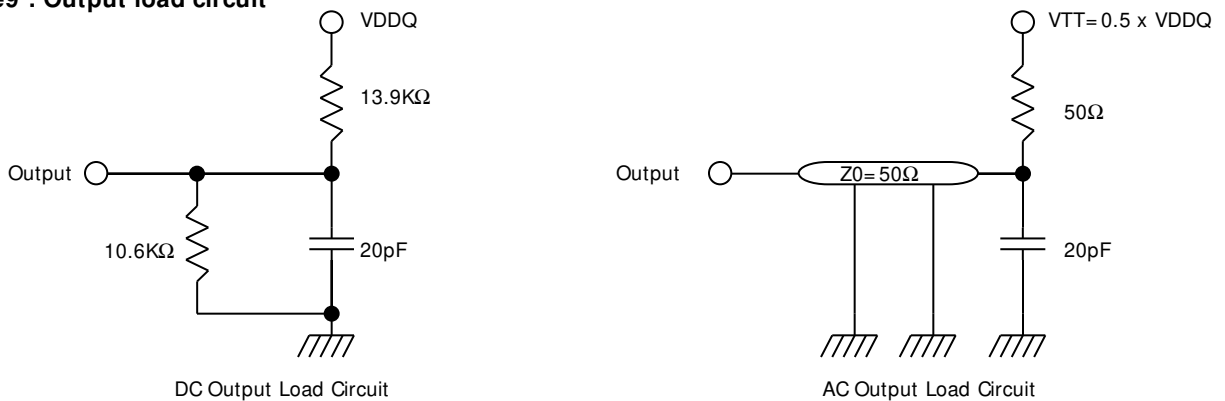 e9 : Output load circuit
VDDQ
13.9KΩ
Output
10.6KΩ
20pF
DC Output Load Circuit
VTT= 0.5 x VDDQ
50Ω
Output
Z0= 50Ω
20pF
AC Output Load Circuit